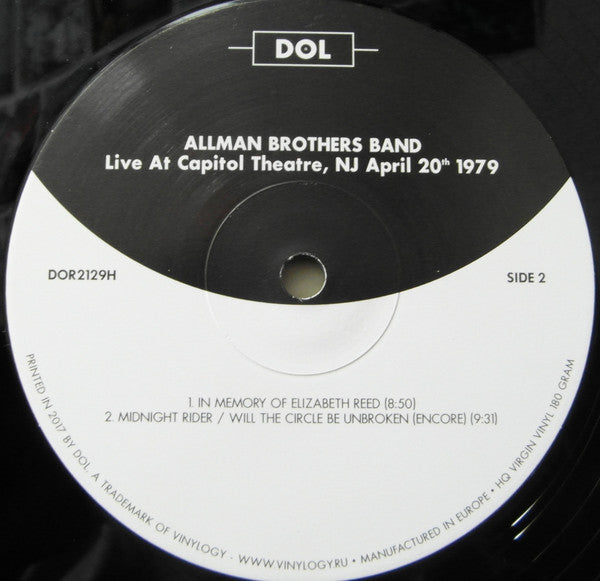 DOL
ALLMAN BROTHERS BAND
Live At Capitol Theatre, NJ April 20th 1979
DOR2129H
SIDE 2
1. IN MEMORY OF ELIZABETH REED (8:50)
2. MIDNIGHT RIDER / WILL THE CIRCLE BE UNBROKEN (ENCORE) (9:31)
PRINTED IN 2017 BY DOL, A TRADEMARK OF VINYLOGY - WWW.VINYLOGY.RU • MANUFACTURED IN EUROPE • HQ VIRGIN VINYL 180 GRAM